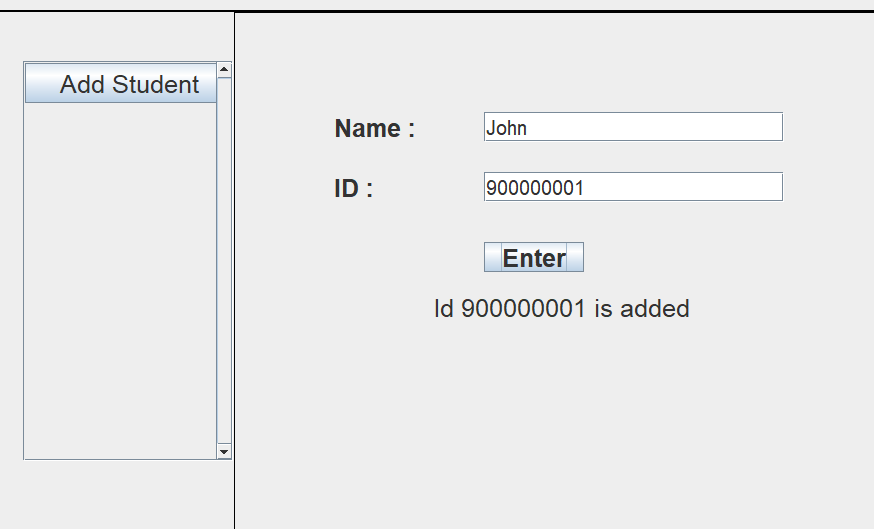 Add Student
Name : John
ID : 900000001
Enter
Id 900000001 is added